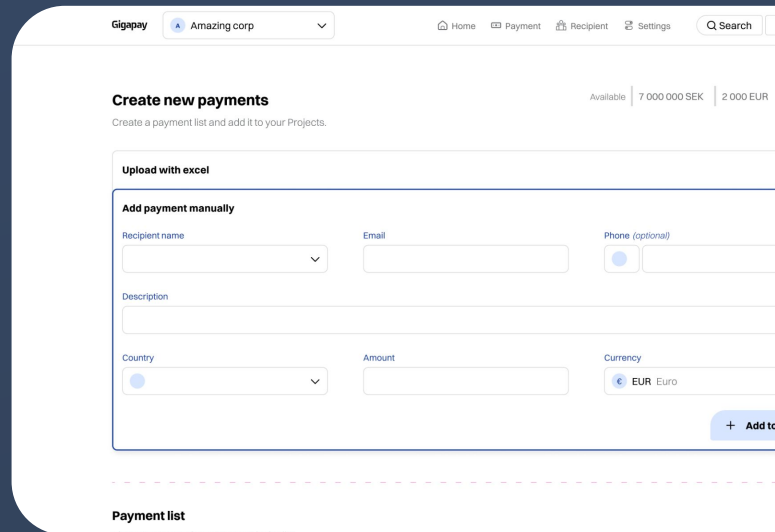 Gigapay
A Amazing corp
Home Payment Recipient Settings Search
Create new payments
Available 7 000 000 SEK 2 000 EUR
Create a payment list and add it to your Projects.
Upload with excel
Add payment manually
Recipient name Email Phone (optional)
Description
Country Amount Currency
€ EUR Euro
+ Add to
Payment list